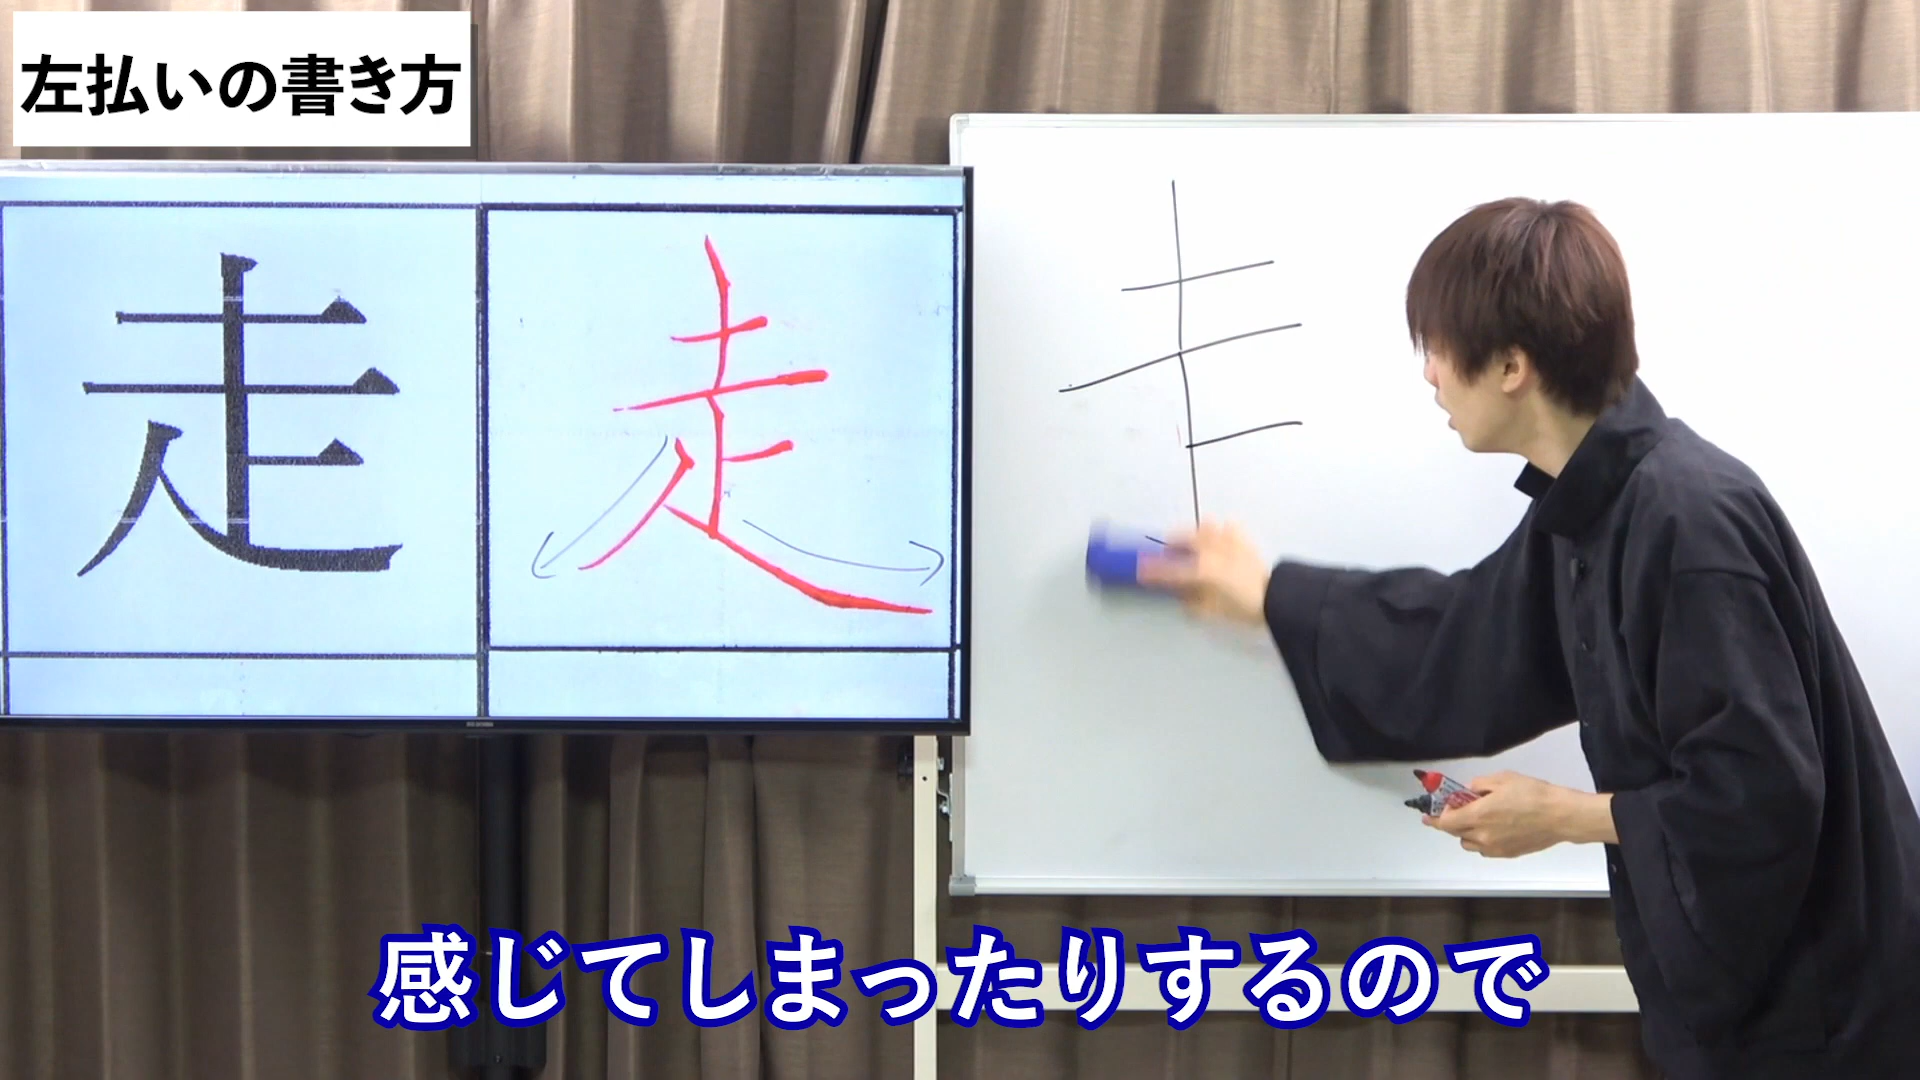 左払いの書き方
走 走
感じてしまったりするので